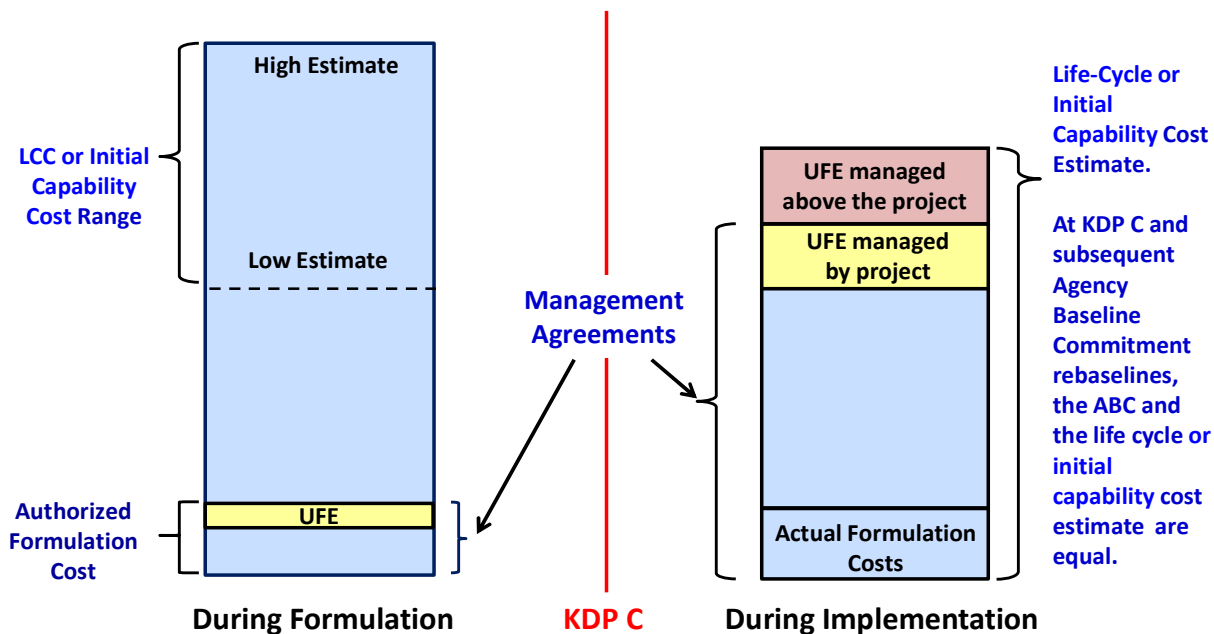 High Estimate
LCC or Initial
Capability
Cost Range
Low Estimate
Authorized
Formulation
Cost
UFE
During Formulation
Management
Agreements
KDP C
UFE managed
above the project
UFE managed
by project
Actual Formulation
Costs
During Implementation
Life-Cycle or
Initial
Capability Cost
Estimate.
At KDP C and
subsequent
Agency
Baseline
Commitment
rebaselines,
the ABC and
the life cycle or
initial
capability cost
estimate are
equal.